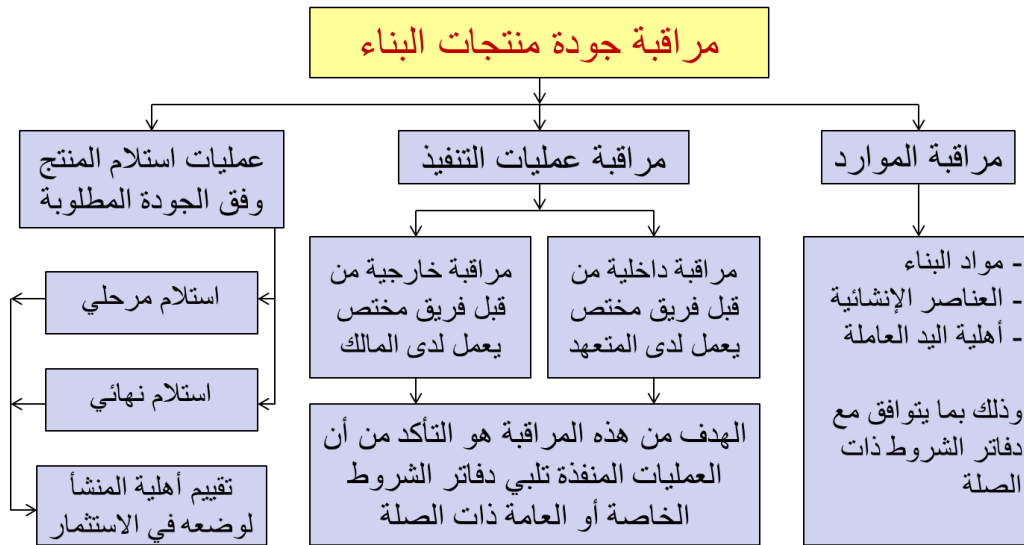 مراقبة جودة منتجات البناء
مراقبة الموارد
- مواد البناء
- العناصر الإنشائية
- أهلية اليد العاملة
وذلك بما يتوافق مع
دفاتر الشروط ذات
الصلة
مراقبة عمليات التنفيذ
مراقبة داخلية من
قبل فريق مختص
يعمل لدى المتعهد
مراقبة خارجية من
قبل فريق مختص
يعمل لدى المالك
الهدف من هذه المراقبة هو التأكد من أن
العمليات المنفذة تلبي دفاتر الشروط
الخاصة أو العامة ذات الصلة
عمليات استلام المنتج
وفق الجودة المطلوبة
استلام مرحلي
استلام نهائي
تقييم أهلية المنشأ
لوضعه في الاستثمار